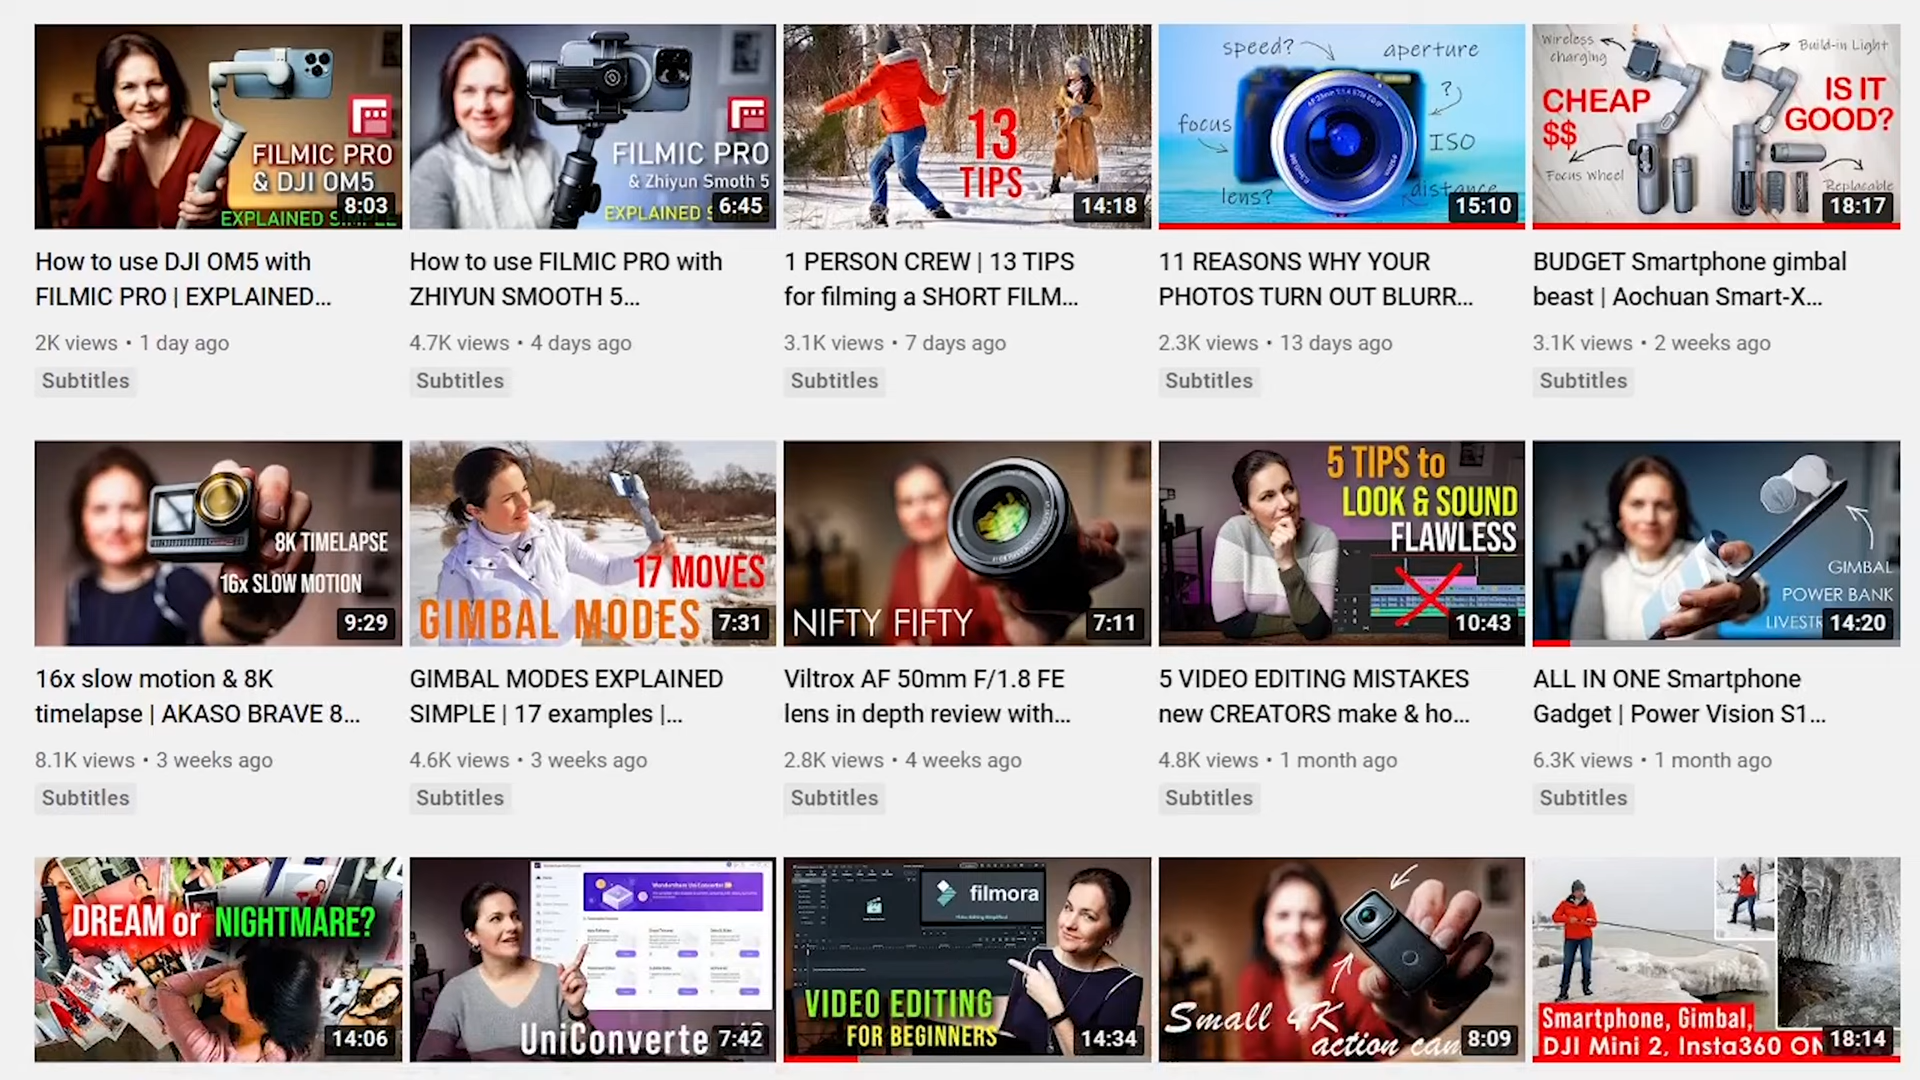 FILMIC PRO
& DJI OM5
EXPLAINED SIMPLE
8:03
FILMIC PRO
& Zhiyun Smoth 5
EXPLAINED
6:45
13
TIPS
14:18
speed?
aperture
?
focus
ISO
lens?
distance
15:10
Wireless
charging
Build-in Light
CHEAP
$$
IS IT
GOOD?
Focus Wheel
Replacable
18:17
How to use DJI OM5 with
FILMIC PRO | EXPLAINED...
2K views • 1 day ago
Subtitles
How to use FILMIC PRO with
ZHIYUN SMOOTH 5...
4.7K views • 4 days ago
Subtitles
1 PERSON CREW | 13 TIPS
for filming a SHORT FILM...
3.1K views • 7 days ago
Subtitles
11 REASONS WHY YOUR
PHOTOS TURN OUT BLURR...
2.3K views • 13 days ago
Subtitles
BUDGET Smartphone gimbal
beast | Aochuan Smart-X...
3.1K views • 2 weeks ago
Subtitles
8K TIMELAPSE
16x SLOW MOTION
9:29
17 MOVES
GIMBAL MODES
7:31
NIFTY FIFTY
7:11
5 TIPS to
LOOK & SOUND
FLAWLESS
10:43
GIMBAL
POWER BANK
LIVESTR
14:20
16x slow motion & 8K
timelapse | AKASO BRAVE 8...
8.1K views • 3 weeks ago
Subtitles
GIMBAL MODES EXPLAINED
SIMPLE | 17 examples |...
4.6K views • 3 weeks ago
Subtitles
Viltrox AF 50mm F/1.8 FE
lens in depth review with...
2.8K views • 4 weeks ago
Subtitles
5 VIDEO EDITING MISTAKES
new CREATORS make & ho...
4.8K views • 1 month ago
Subtitles
ALL IN ONE Smartphone
Gadget | Power Vision S1...
6.3K views • 1 month ago
Subtitles
DREAM or NIGHTMARE?
14:06
Wondershare UniConverter
UniConverte
7:42
filmora
VIDEO EDITING
FOR BEGINNERS
14:34
Small 4K
action cam
8:09
Smartphone, Gimbal,
DJI Mini 2, Insta360 ON
18:14